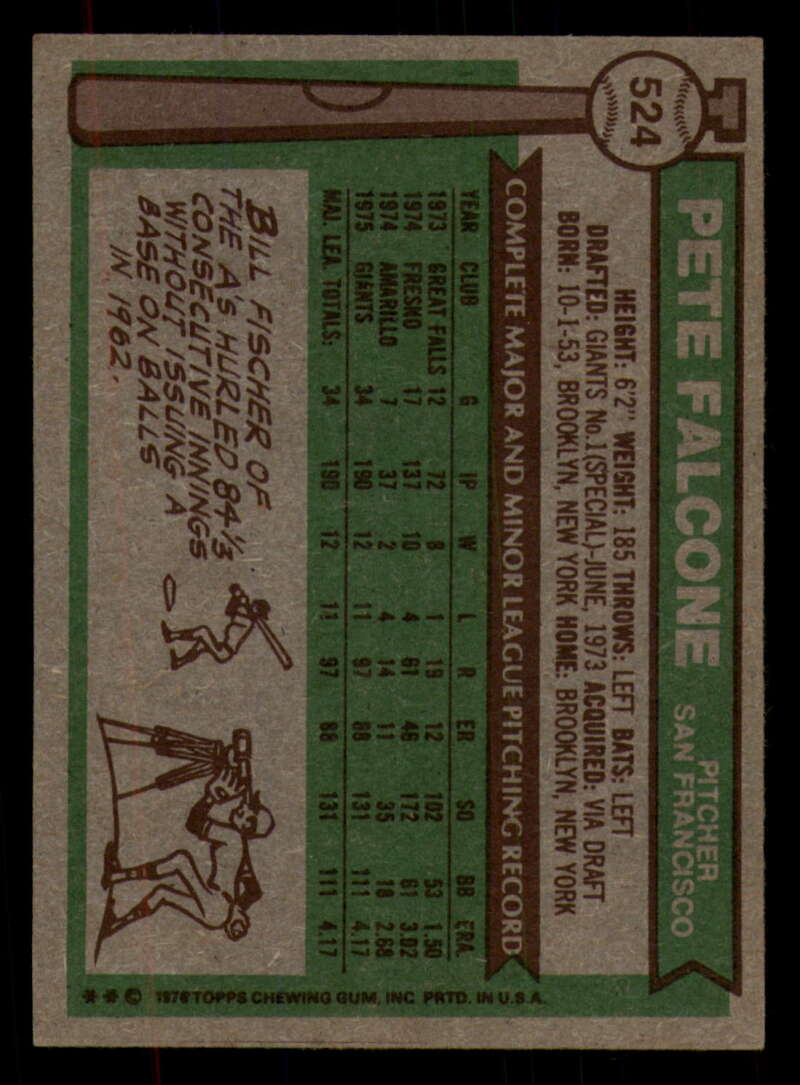 524
PETE FALCONE
PITCHER
SAN FRANCISCO
HEIGHT: 6'2" WEIGHT: 185 THROWS: LEFT BATS: LEFT
DRAFTED: GIANTS No.1(SPECIAL)-JUNE, 1973 ACQUIRED: VIA DRAFT
BORN: 10-1-53, BROOKLYN, NEW YORK HOME: BROOKLYN, NEW YORK
COMPLETE MAJOR AND MINOR LEAGUE PITCHING RECORD
YEAR CLUB G IP W L R ER SO BB ERA
1973 GREAT FALLS 12 72 8 1 19 12 102 53 1.50
1974 FRESNO 17 137 10 4 61 46 172 61 3.02
1974 AMARILLO 7 37 2 4 14 11 35 18 2.68
1975 GIANTS 34 190 12 11 97 88 131 111 4.17
MAJ. LEA. TOTALS: 34 190 12 11 97 88 131 111 4.17
BILL FISCHER OF
THE A'S HURLED 84⅓
CONSECUTIVE INNINGS
WITHOUT ISSUING A
BASE ON BALLS
IN 1962.
* * © 1976 TOPPS CHEWING GUM, INC. PRTD. IN U.S.A.